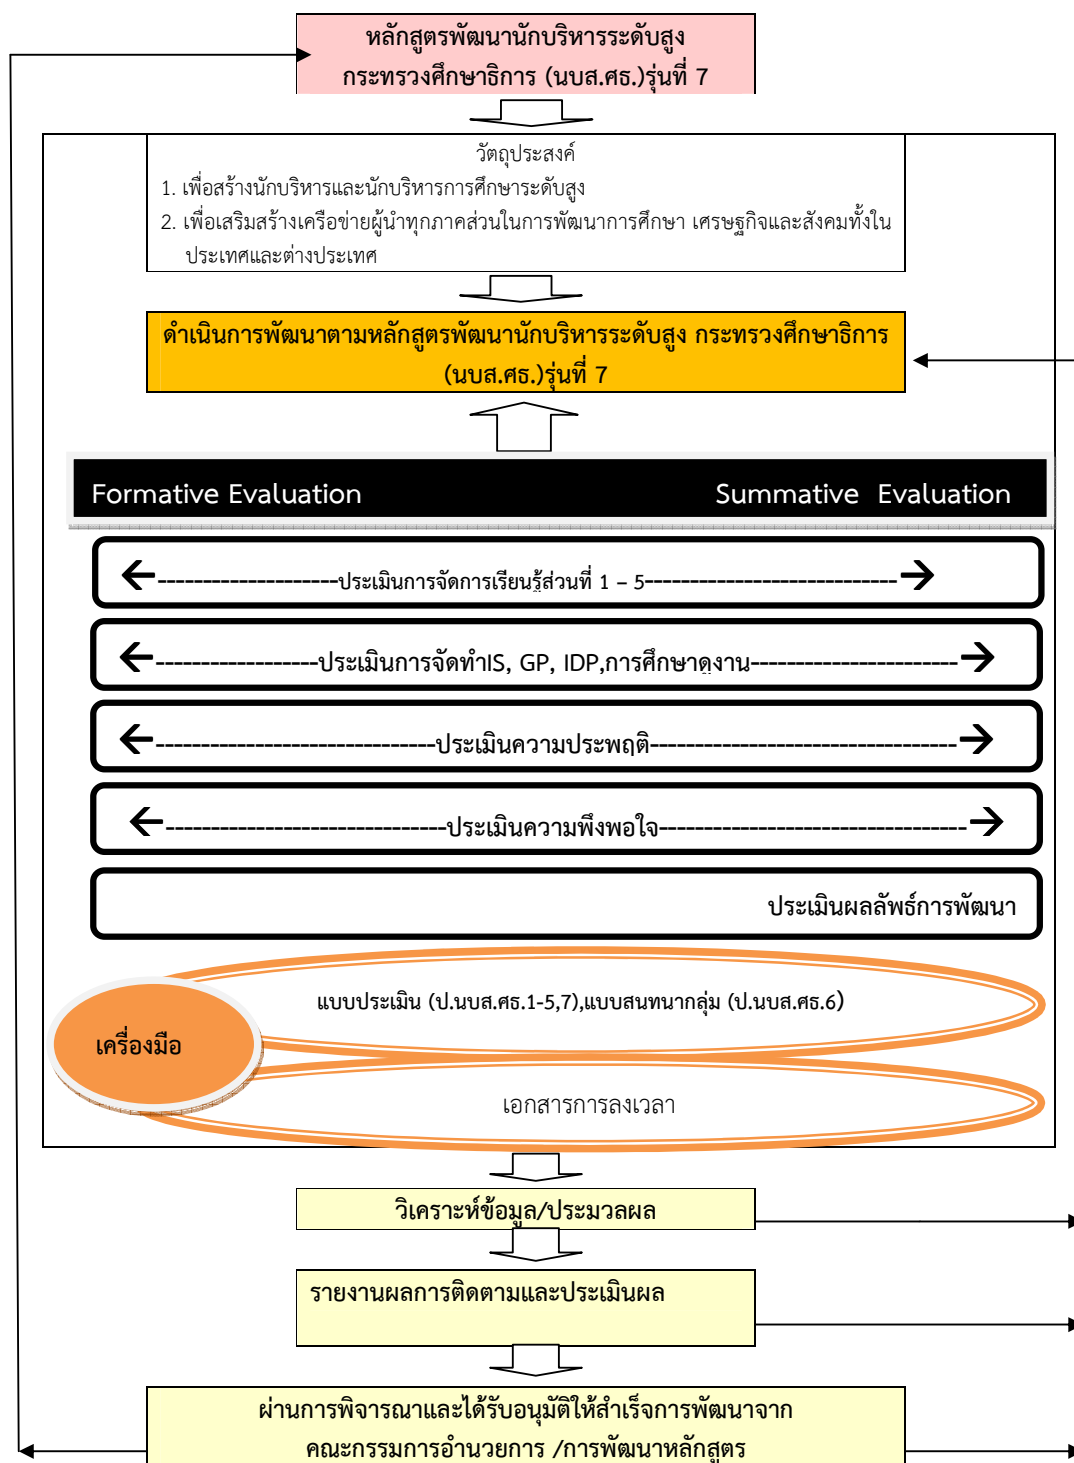 หลักสูตรพัฒนานักบริหารระดับสูง
กระทรวงศึกษาธิการ (นบส.ศธ.)รุ่นที่ 7
วัตถุประสงค์
1. เพื่อสร้างนักบริหารและนักบริหารการศึกษาระดับสูง
2. เพื่อเสริมสร้างเครือข่ายผู้นำทุกภาคส่วนในการพัฒนาการศึกษา เศรษฐกิจและสังคมทั้งใน
ประเทศและต่างประเทศ
ดำเนินการพัฒนาตามหลักสูตรพัฒนานักบริหารระดับสูง กระทรวงศึกษาธิการ
(นบส.ศธ.)รุ่นที่ 7
Formative Evaluation Summative Evaluation
ประเมินการจัดการเรียนรู้ส่วนที่ 1 – 5
ประเมินการจัดทำIS, GP, IDP,การศึกษาดูงาน
ประเมินความประพฤติ
ประเมินความพึงพอใจ
ประเมินผลลัพธ์การพัฒนา
แบบประเมิน (ป.นบส.ศธ.1-5,7),แบบสนทนากลุ่ม (ป.นบส.ศธ.6)
เครื่องมือ
เอกสารการลงเวลา
วิเคราะห์ข้อมูล/ประมวลผล
รายงานผลการติดตามและประเมินผล
ผ่านการพิจารณาและได้รับอนุมัติให้สำเร็จการพัฒนาจาก
คณะกรรมการอำนวยการ /การพัฒนาหลักสูตร